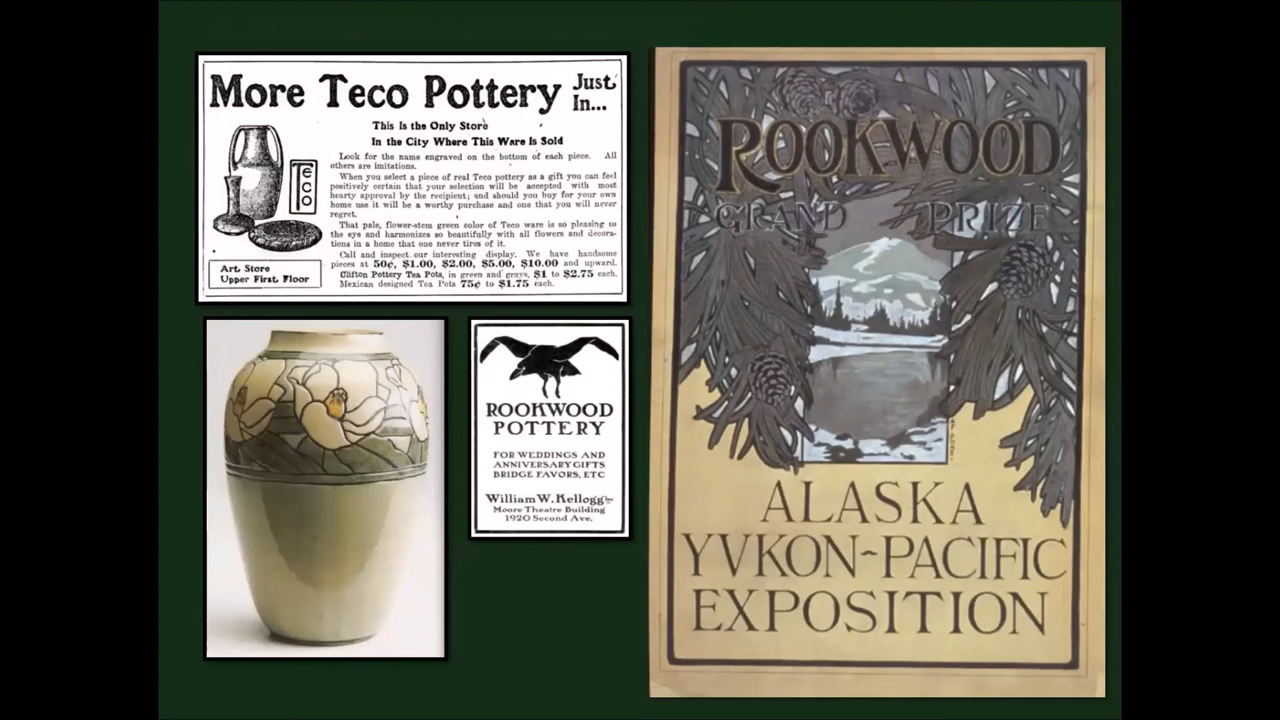 More Teco Pottery Just
In...
This Is the Only Store
In the City Where This Ware Is Sold
Look for the name engraved on the bottom of each piece. All
others are imitations.
When you select a piece of real Teco pottery as a gift you can feel
positively certain that your selection will be accepted with most
hearty approval by the recipient; and should you buy for your own
home use it will be a worthy purchase and one that you will never
regret.
That pale, flower-stem green color of Teco ware is so pleasing to
the eye and harmonizes so beautifully with all flowers and decora-
tions in a home that one never tires of it.
Call and inspect our interesting display. We have handsome
pieces at 50¢, $1.00, $2.00, $5.00, $10.00 and upward.
Clifton Pottery Tea Pots, in green and grays, $1 to $2.75 each.
Mexican designed Tea Pots 75¢ to $1.75 each.
Teco
Art Store
Upper First Floor
ROOKWOOD
POTTERY
FOR WEDDINGS AND
ANNIVERSARY GIFTS
BRIDGE FAVORS, ETC
William W. Kellogg Inc
Moore Theatre Building
1920 Second Ave.
ROOKWOOD
GRAND PRIZE
ALASKA
YVKON-PACIFIC
EXPOSITION